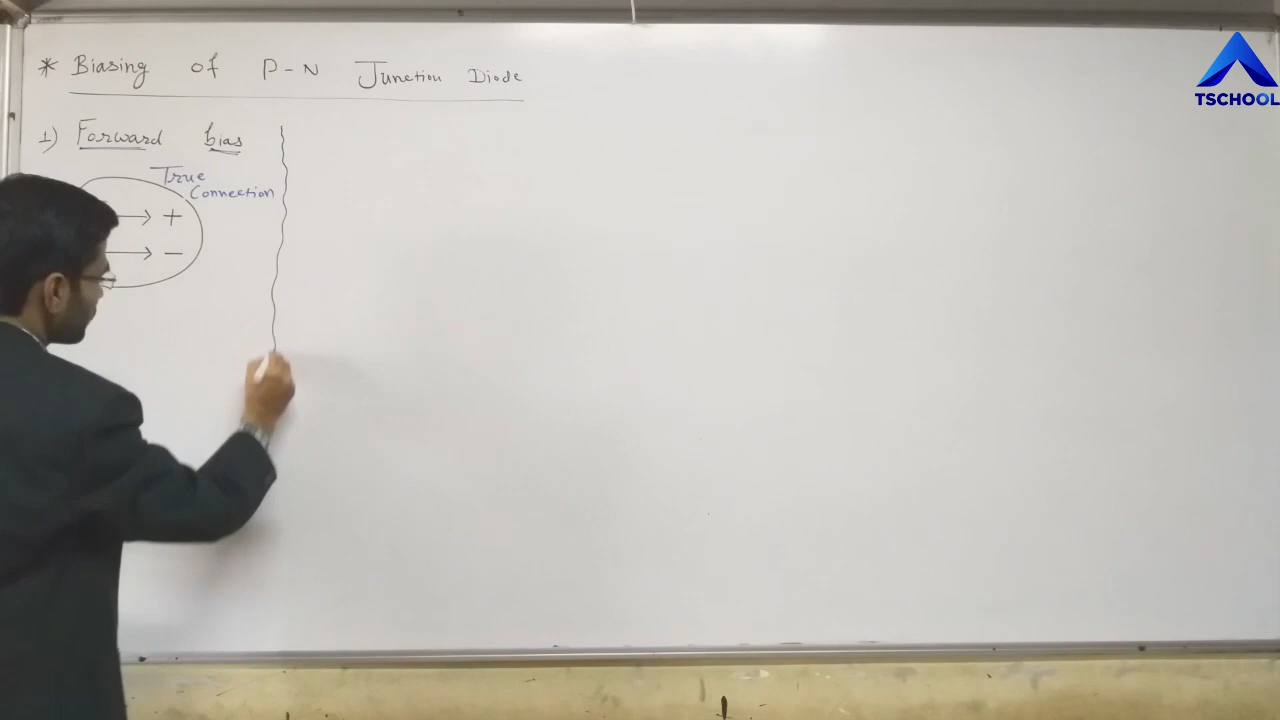 * Biasing of P-N Junction Diode
1) Forward bias
True
Connection
→ +
→ -
TSCHOOL